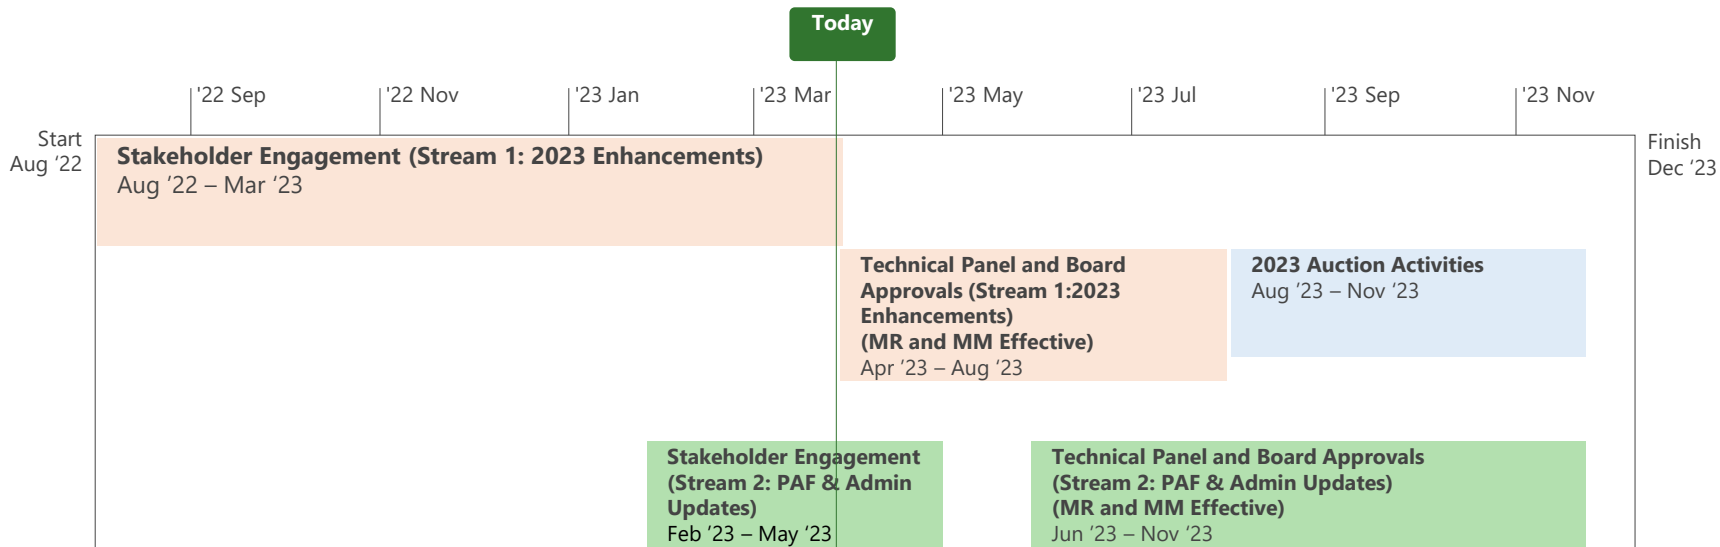 Today
'22 Sep
'22 Nov
'23 Jan
'23 Mar
'23 May
'23 Jul
'23 Sep
'23 Nov
Start
Aug ‘22
Finish
Dec ‘23
Stakeholder Engagement (Stream 1: 2023 Enhancements)
Aug ‘22 – Mar ‘23
Technical Panel and Board
Approvals (Stream 1:2023
Enhancements)
(MR and MM Effective)
Apr ‘23 – Aug ‘23
2023 Auction Activities
Aug ‘23 – Nov ‘23
Stakeholder Engagement
(Stream 2: PAF & Admin
Updates)
Feb ‘23 – May ‘23
Technical Panel and Board Approvals
(Stream 2: PAF & Admin Updates)
(MR and MM Effective)
Jun ‘23 – Nov ‘23